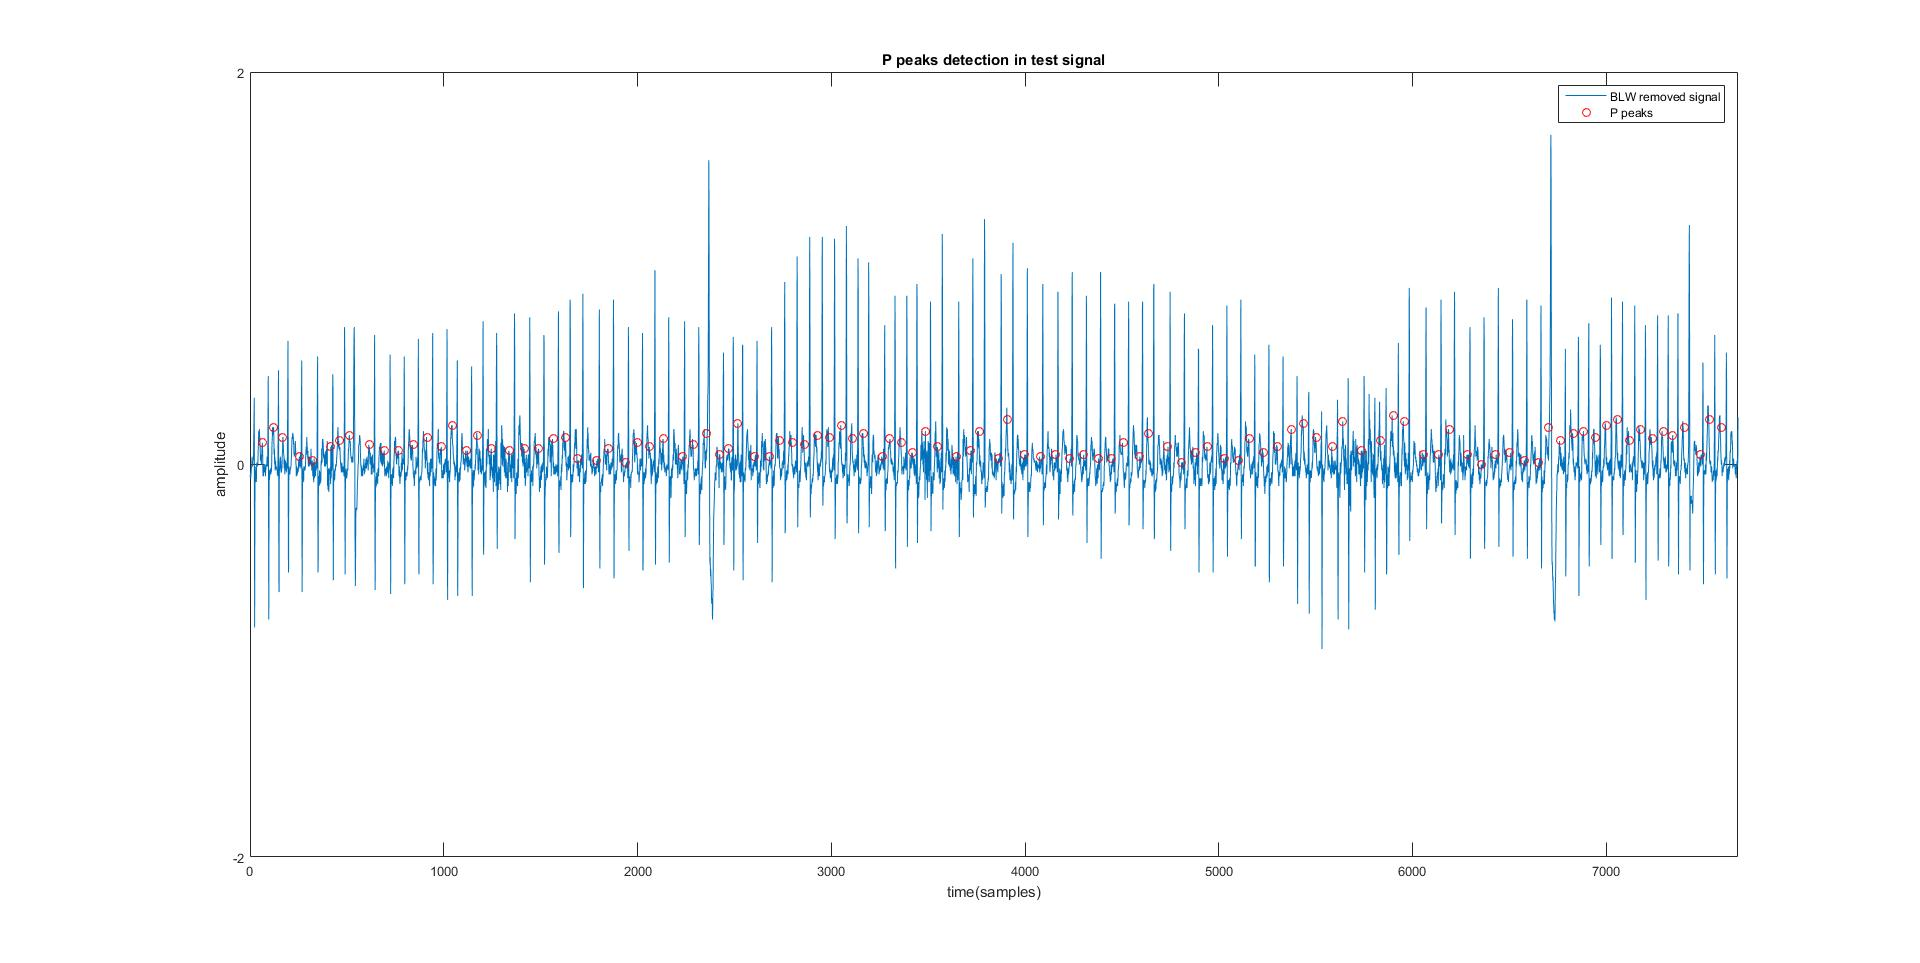 P peaks detection in test signal
BLW removed signal
P peaks
2
0
-2
amplitude
0 1000 2000 3000 4000 5000 6000 7000
time(samples)